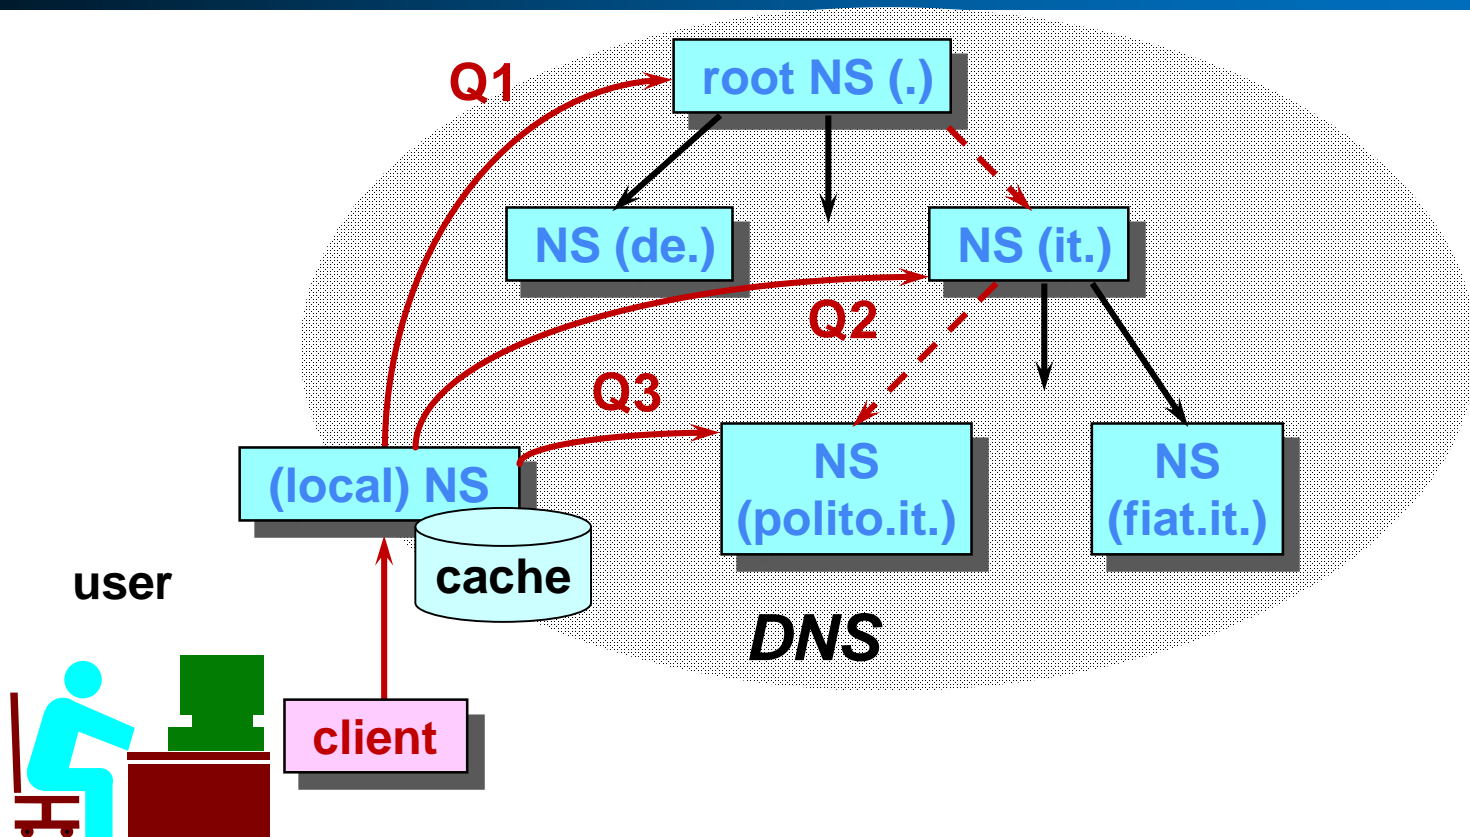 Q1
root NS (.)
NS (de.)
NS (it.)
Q2
Q3
(local) NS
NS
(polito.it.)
NS
(fiat.it.)
cache
user
DNS
client